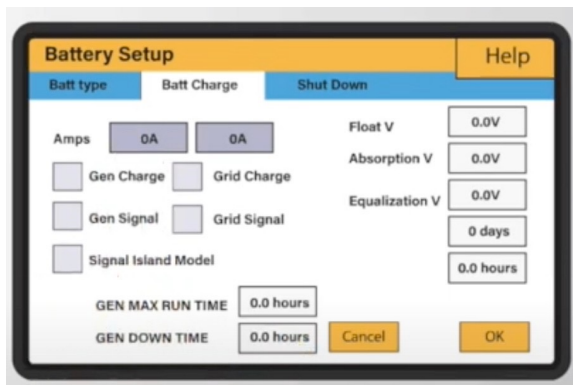 Battery Setup
Help
Batt type
Batt Charge
Shut Down
Amps 0A 0A
Gen Charge Grid Charge
Gen Signal Grid Signal
Signal Island Model
GEN MAX RUN TIME 0.0 hours
GEN DOWN TIME 0.0 hours
Float V 0.0V
Absorption V 0.0V
Equalization V 0.0V
0 days
0.0 hours
Cancel
OK